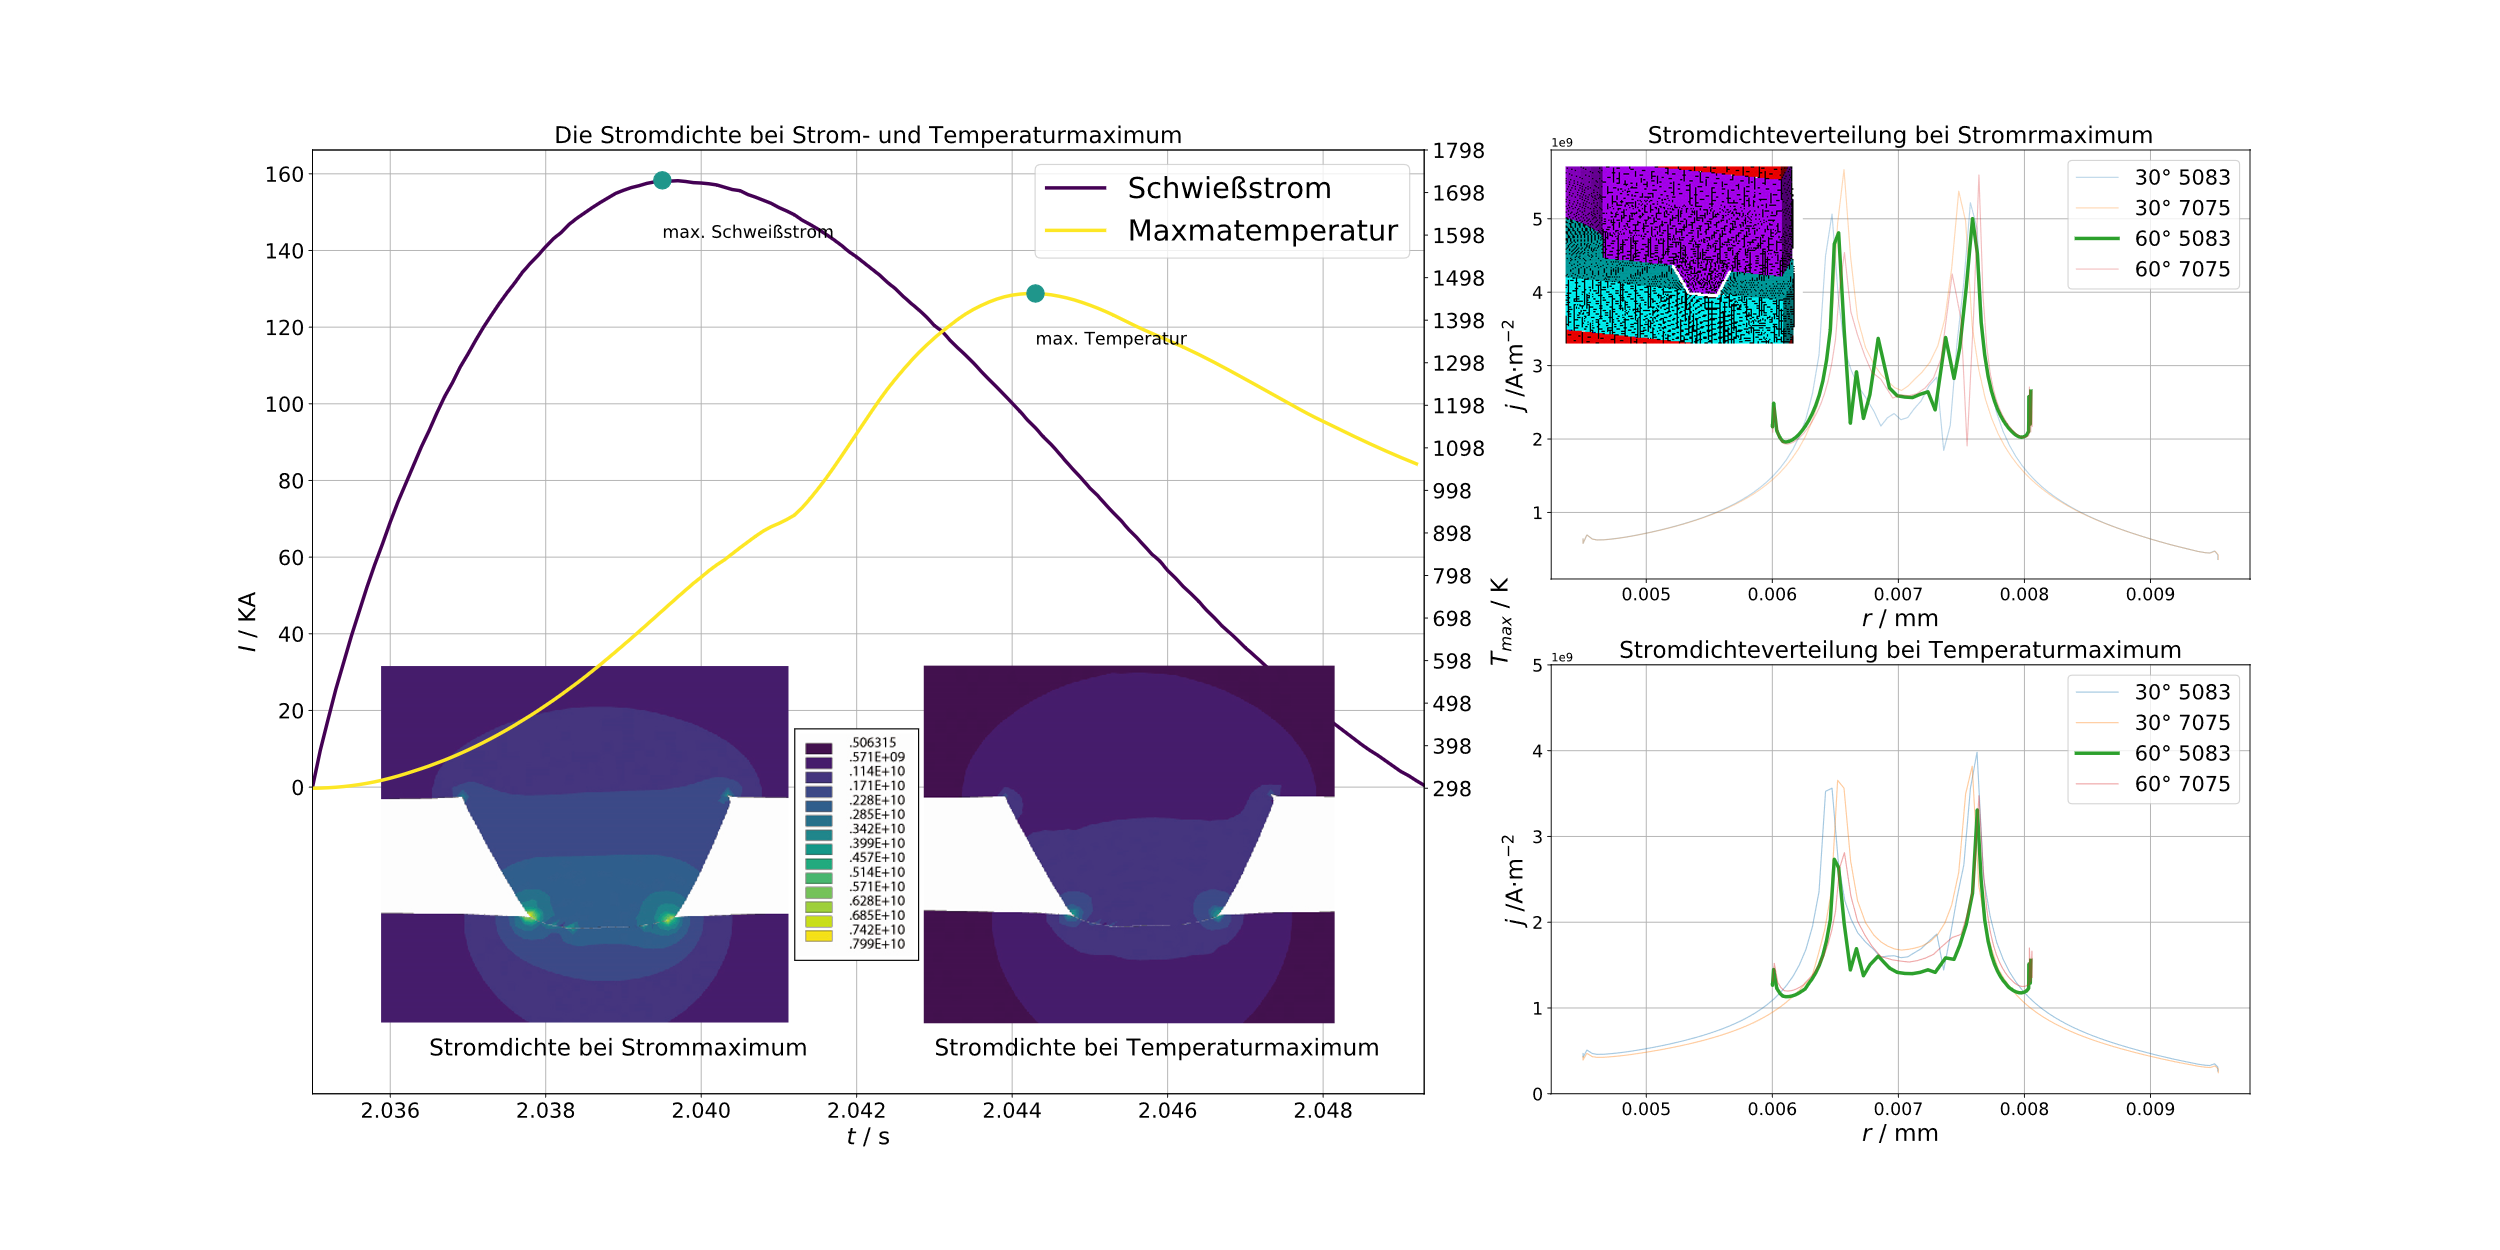 Die Stromdichte bei Strom- und Temperaturmaximum
I / KA
160
140
120
100
80
60
40
20
0
max. Schweißstrom
max. Temperatur
Schwießstrom
Maxmatemperatur
1798
1698
1598
1498
1398
1298
1198
1098
998
898
798
698
598
498
398
298
T_max / K
.506315
.571E+09
.114E+10
.171E+10
.228E+10
.285E+10
.342E+10
.399E+10
.457E+10
.514E+10
.571E+10
.628E+10
.685E+10
.742E+10
.799E+10
Stromdichte bei Strommaximum
Stromdichte bei Temperaturmaximum
2.036 2.038 2.040 2.042 2.044 2.046 2.048
t / s
Stromdichteverteilung bei Stromrmaximum
1e9
30° 5083
30° 7075
60° 5083
60° 7075
j /A·m⁻²
5
4
3
2
1
0.005 0.006 0.007 0.008 0.009
r / mm
Stromdichteverteilung bei Temperaturmaximum
1e9
30° 5083
30° 7075
60° 5083
60° 7075
j /A·m⁻²
5
4
3
2
1
0
0.005 0.006 0.007 0.008 0.009
r / mm